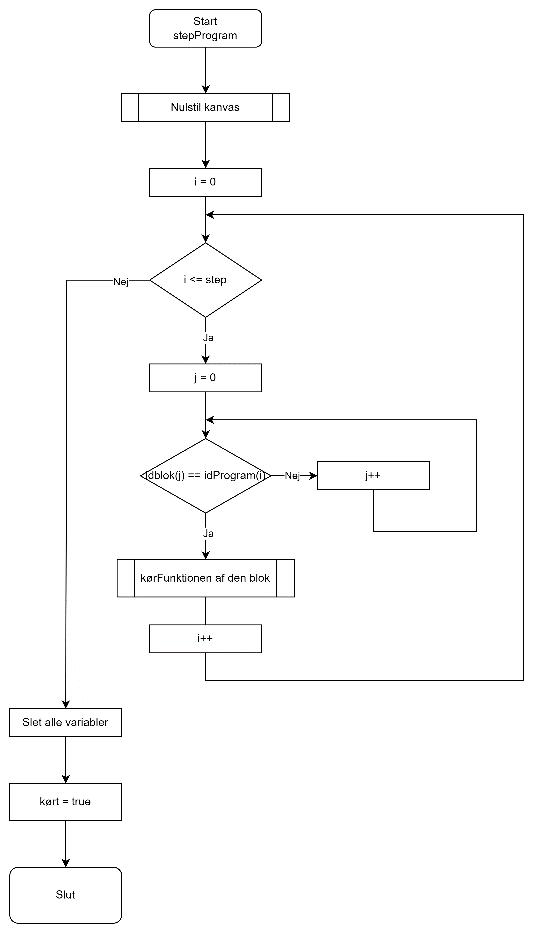 Start
stepProgram
Nulstil kanvas
i = 0
i <= step
Nej
Ja
j = 0
Idblok(j) == idProgram(i)
Nej
j++
Ja
kørFunktionen af den blok
i++
Slet alle variabler
kørt = true
Slut